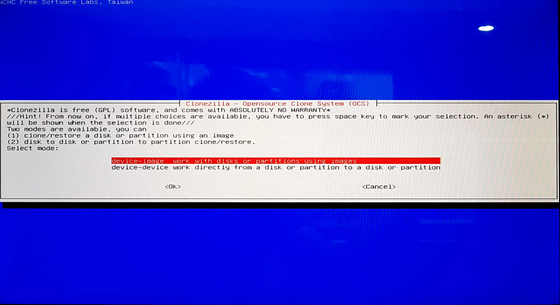 NCHC Free Software Labs, Taiwan
Clonezilla - Opensource Clone System (OCS)
*Clonezilla is free (GPL) software, and comes with ABSOLUTELY NO WARRANTY*
///Hint! From now on, if multiple choices are available, you have to press space key to mark your selection. An asterisk (*)
will be shown when the selection is done///
Two modes are available, you can
(1) clone/restore a disk or partition using an image
(2) disk to disk or partition to partition clone/restore.
Select mode:
device-image work with disks or partitions using images
device-device work directly from a disk or partition to a disk or partition
<Ok> <Cancel>